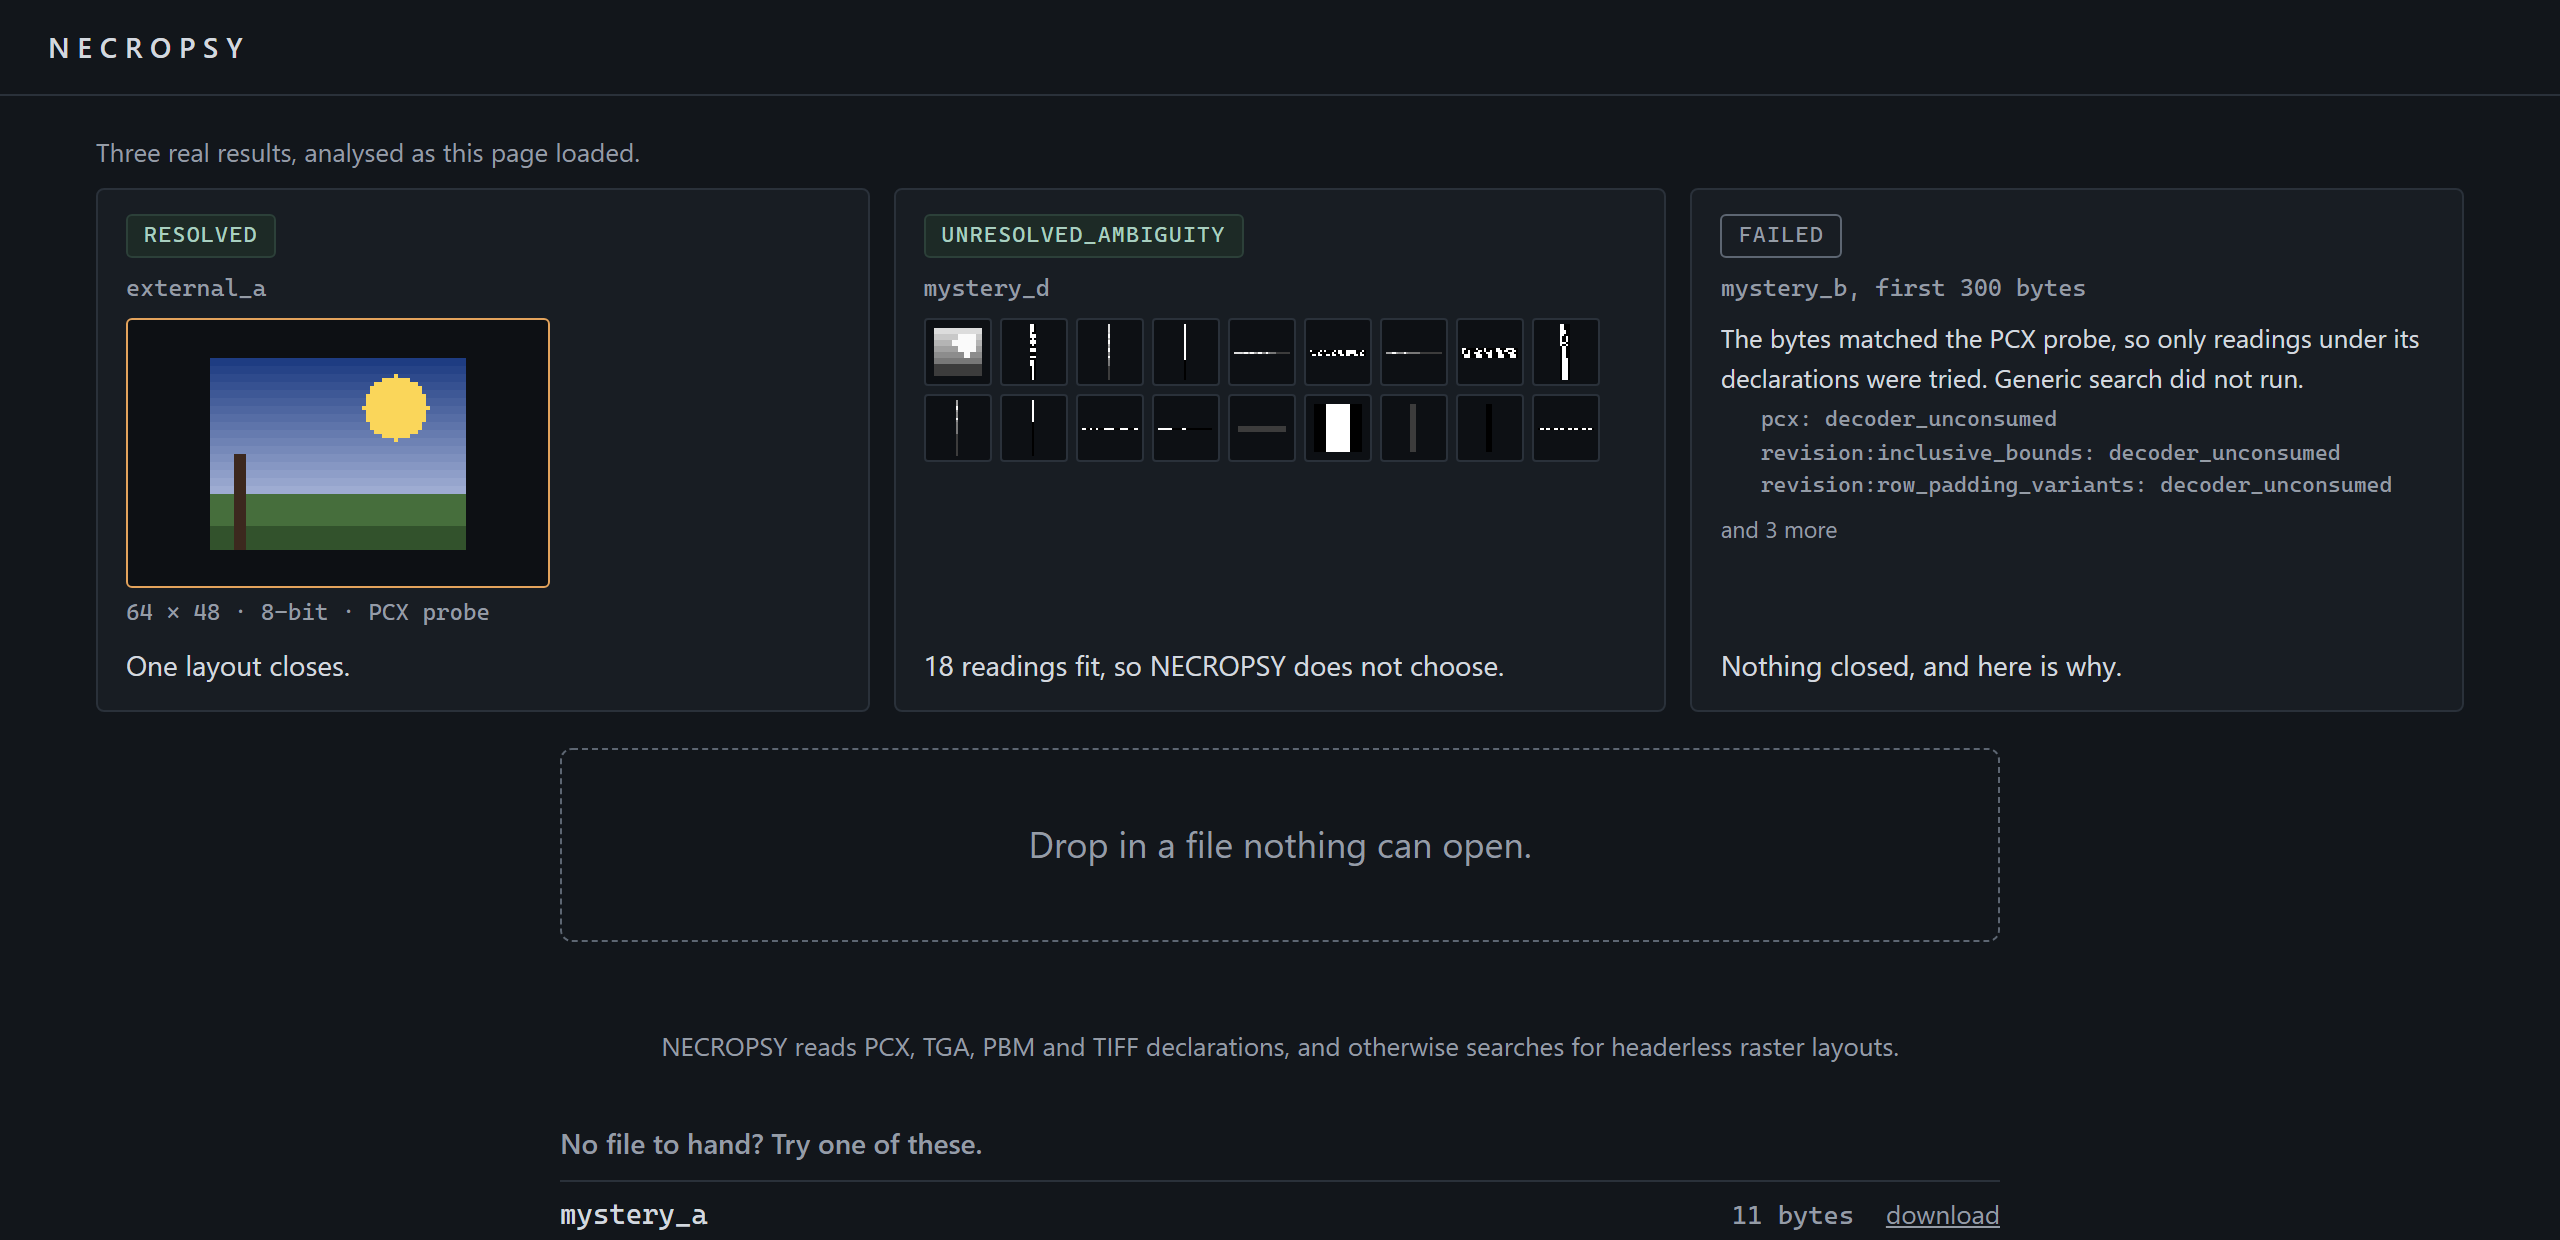 NECROPSY
Three real results, analysed as this page loaded.
RESOLVED
external_a
64 × 48 · 8-bit · PCX probe
One layout closes.
UNRESOLVED_AMBIGUITY
mystery_d
18 readings fit, so NECROPSY does not choose.
FAILED
mystery_b, first 300 bytes
The bytes matched the PCX probe, so only readings under its
declarations were tried. Generic search did not run.
pcx: decoder_unconsumed
revision:inclusive_bounds: decoder_unconsumed
revision:row_padding_variants: decoder_unconsumed
and 3 more
Nothing closed, and here is why.
Drop in a file nothing can open.
NECROPSY reads PCX, TGA, PBM and TIFF declarations, and otherwise searches for headerless raster layouts.
No file to hand? Try one of these.
mystery_a 11 bytes download